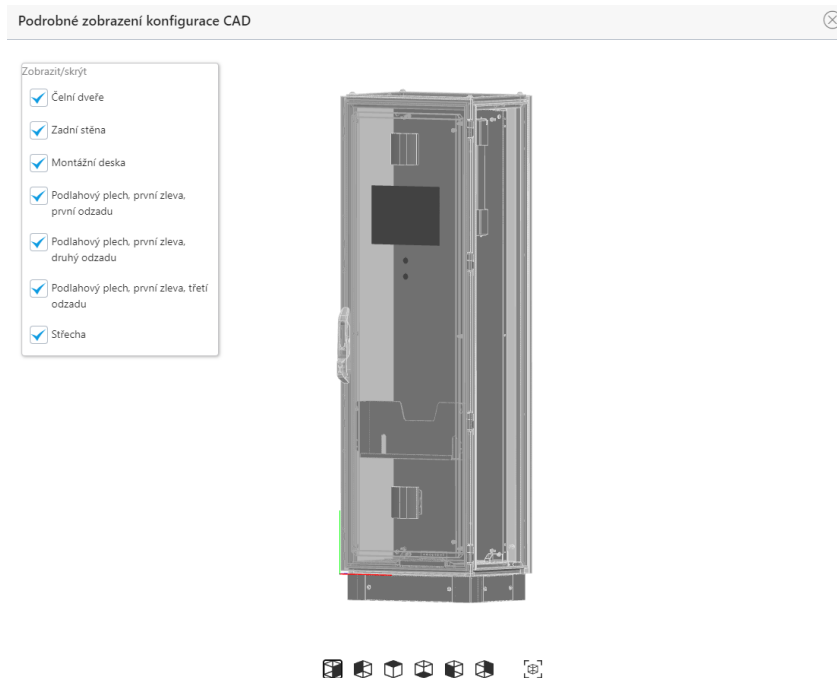 Podrobné zobrazení konfigurace CAD
Zobrazit/skrýt
Čelní dveře
Zadní stěna
Montážní deska
Podlahový plech, první zleva,
první odzadu
Podlahový plech, první zleva,
druhý odzadu
Podlahový plech, první zleva, třetí
odzadu
Střecha